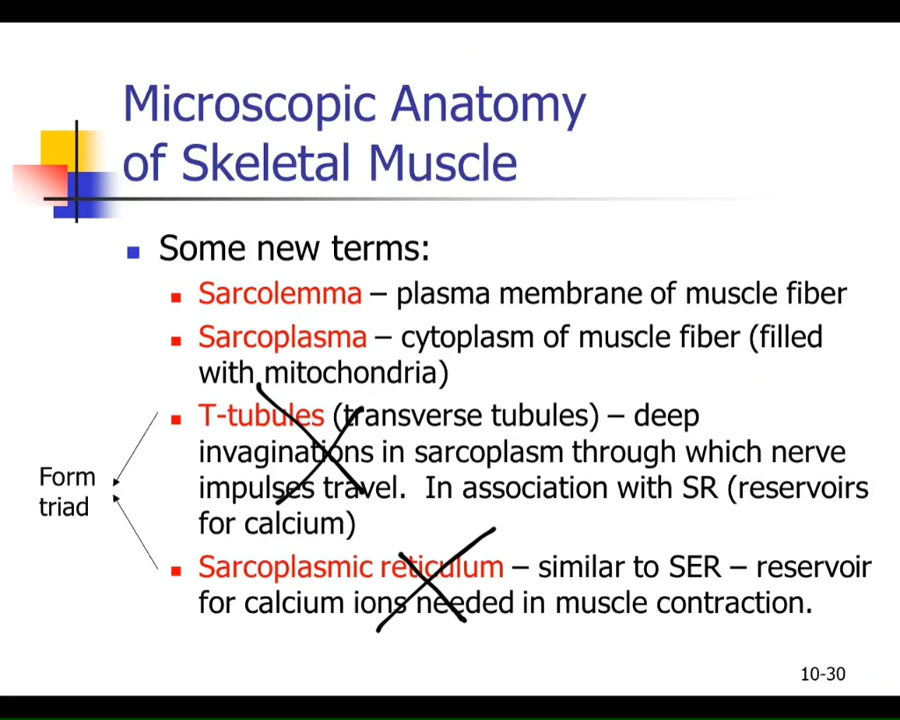 Microscopic Anatomy
of Skeletal Muscle
Some new terms:
Sarcolemma – plasma membrane of muscle fiber
Sarcoplasma – cytoplasm of muscle fiber (filled
with mitochondria)
T-tubules (transverse tubules) – deep
invaginations in sarcoplasm through which nerve
impulses travel. In association with SR (reservoirs
for calcium)
Form
triad
Sarcoplasmic reticulum – similar to SER – reservoir
for calcium ions needed in muscle contraction.
10-30